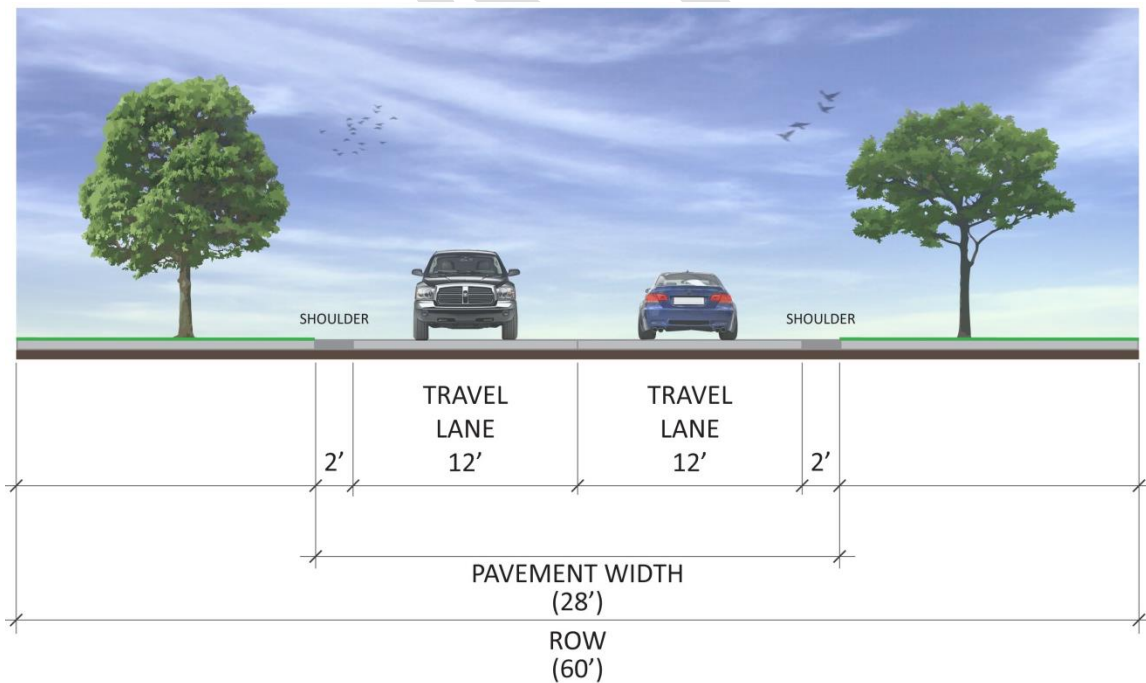 SHOULDER
SHOULDER
TRAVEL
LANE
12’
TRAVEL
LANE
12’
2’
2’
PAVEMENT WIDTH
(28’)
ROW
(60’)